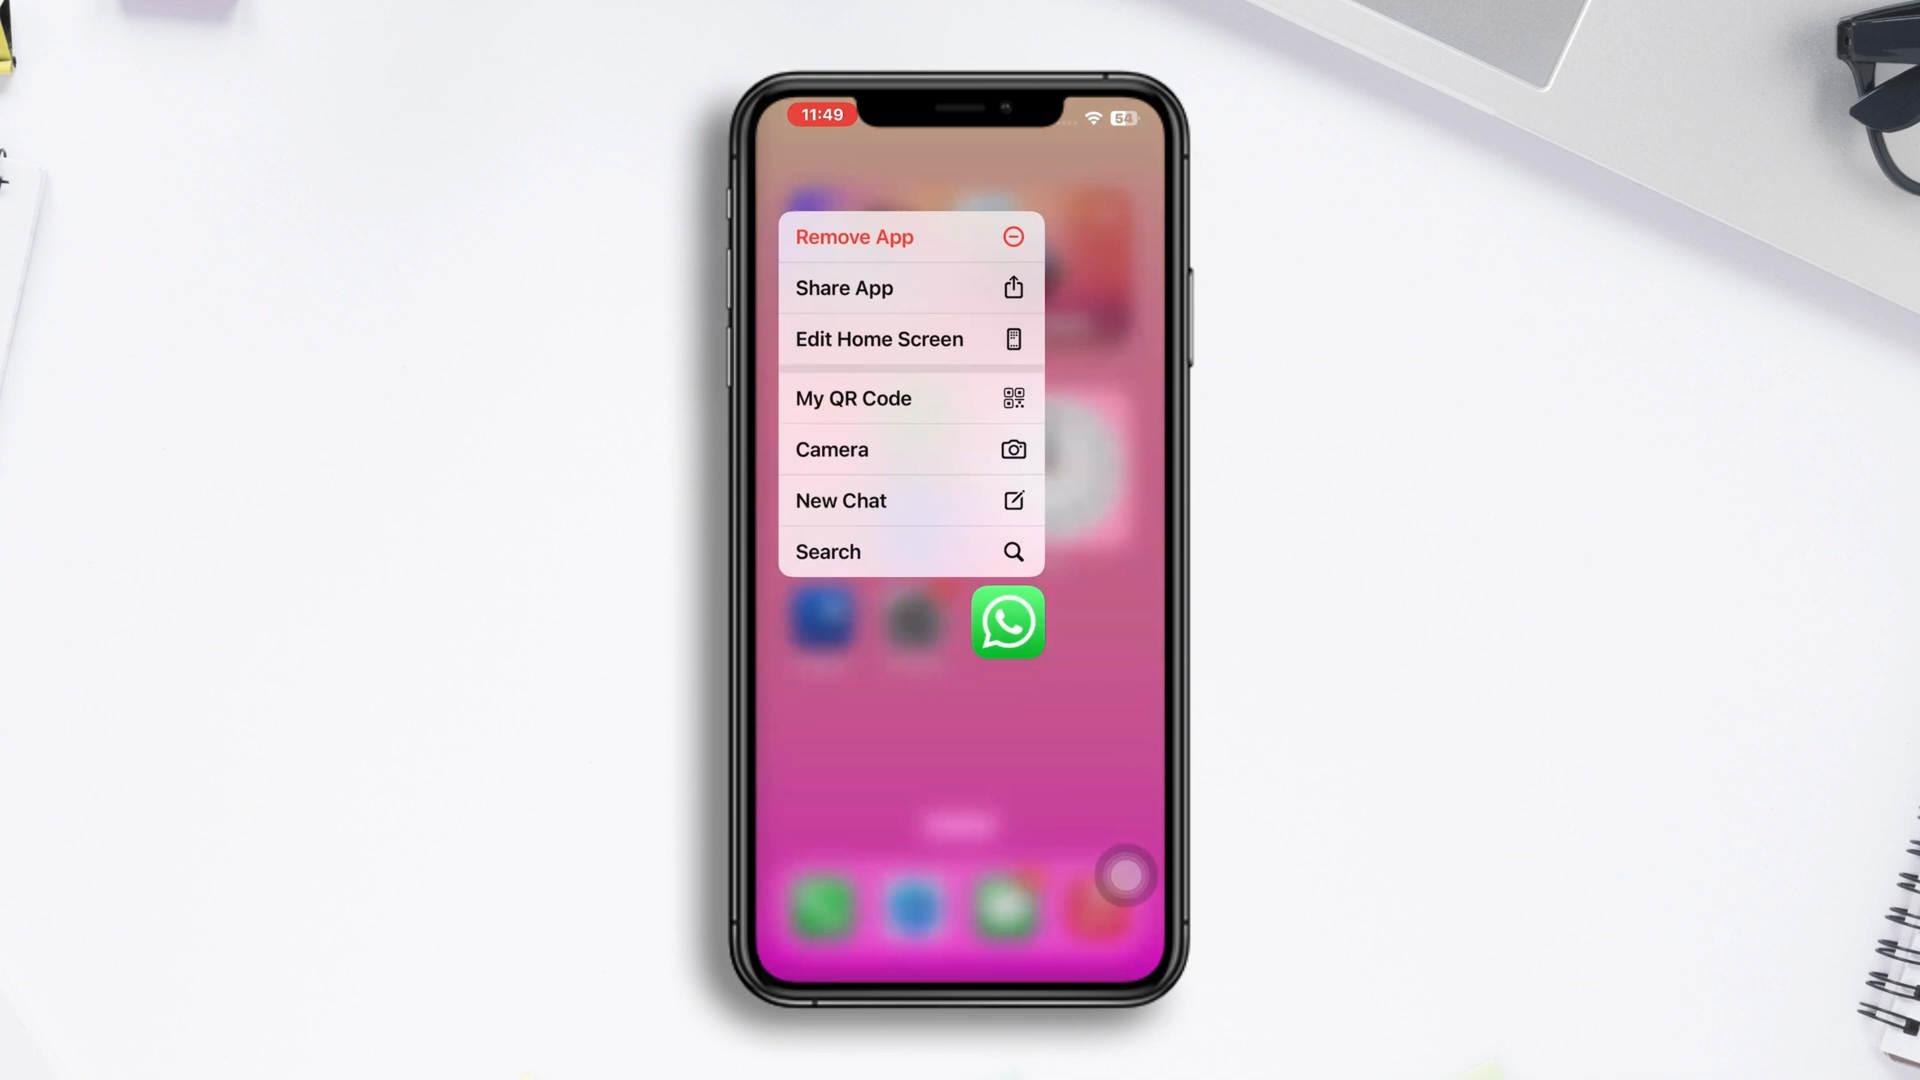 11:49
54
Remove App
Share App
Edit Home Screen
My QR Code
Camera
New Chat
Search